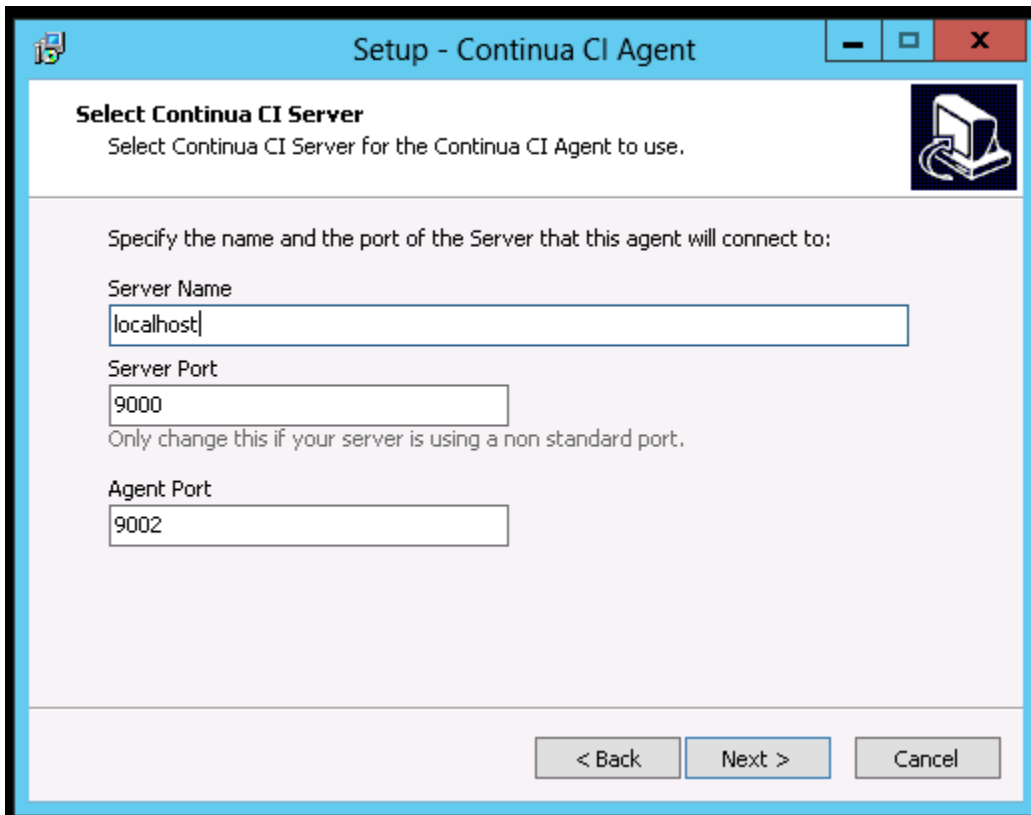 Setup - Continua CI Agent
Select Continua CI Server
Select Continua CI Server for the Continua CI Agent to use.
Specify the name and the port of the Server that this agent will connect to:
Server Name
localhost
Server Port
9000
Only change this if your server is using a non standard port.
Agent Port
9002
< Back
Next >
Cancel